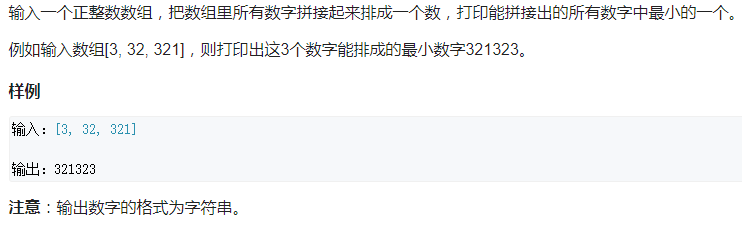 输入一个正整数数组，把数组里所有数字拼接起来排成一个数，打印能拼接出的所有数字中最小的一个。
例如输入数组[3, 32, 321]，则打印出这3个数字能排成的最小数字321323。
样例
输入：[3, 32, 321]
输出：321323
注意：输出数字的格式为字符串。